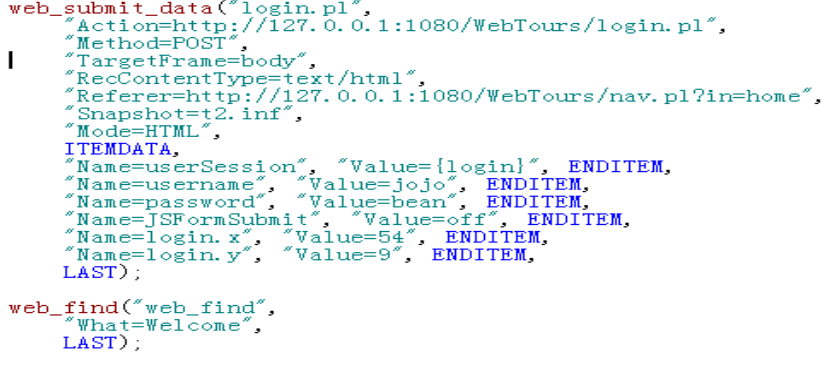 web_submit_data("login.pl",
"Action=http://127.0.0.1:1080/WebTours/login.pl",
"Method=POST",
"TargetFrame=body",
"RecContentType=text/html",
"Referer=http://127.0.0.1:1080/WebTours/nav.pl?in=home",
"Snapshot=t2.inf",
"Mode=HTML",
ITEMDATA,
"Name=userSession", "Value={login}", ENDITEM,
"Name=username", "Value=jojo", ENDITEM,
"Name=password", "Value=bean", ENDITEM,
"Name=JSFormSubmit", "Value=off", ENDITEM,
"Name=login.x", "Value=54", ENDITEM,
"Name=login.y", "Value=9", ENDITEM,
LAST);
web_find("web_find",
"What=Welcome",
LAST);